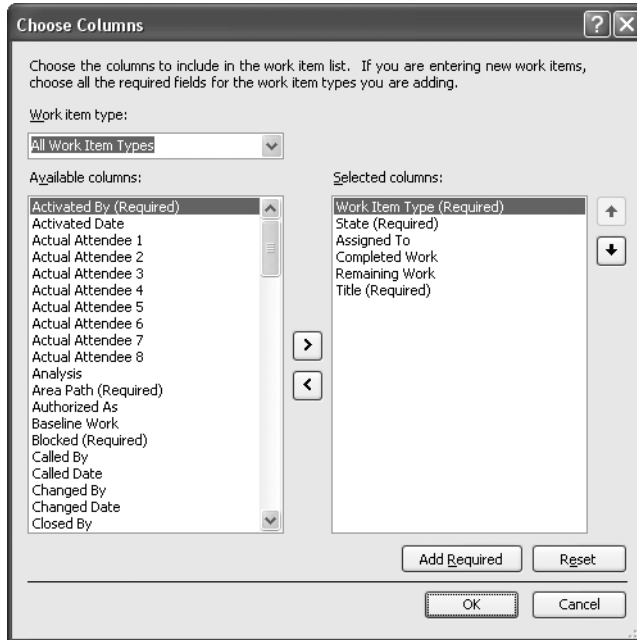 Choose Columns
Choose the columns to include in the work item list. If you are entering new work items,
choose all the required fields for the work item types you are adding.
Work item type:
All Work Item Types
Available columns:
Activated By (Required)
Activated Date
Actual Attendee 1
Actual Attendee 2
Actual Attendee 3
Actual Attendee 4
Actual Attendee 5
Actual Attendee 6
Actual Attendee 7
Actual Attendee 8
Analysis
Area Path (Required)
Authorized As
Baseline Work
Blocked (Required)
Called By
Called Date
Changed By
Changed Date
Closed By
>
<
Selected columns:
Work Item Type (Required)
State (Required)
Assigned To
Completed Work
Remaining Work
Title (Required)
Add Required
Reset
OK
Cancel